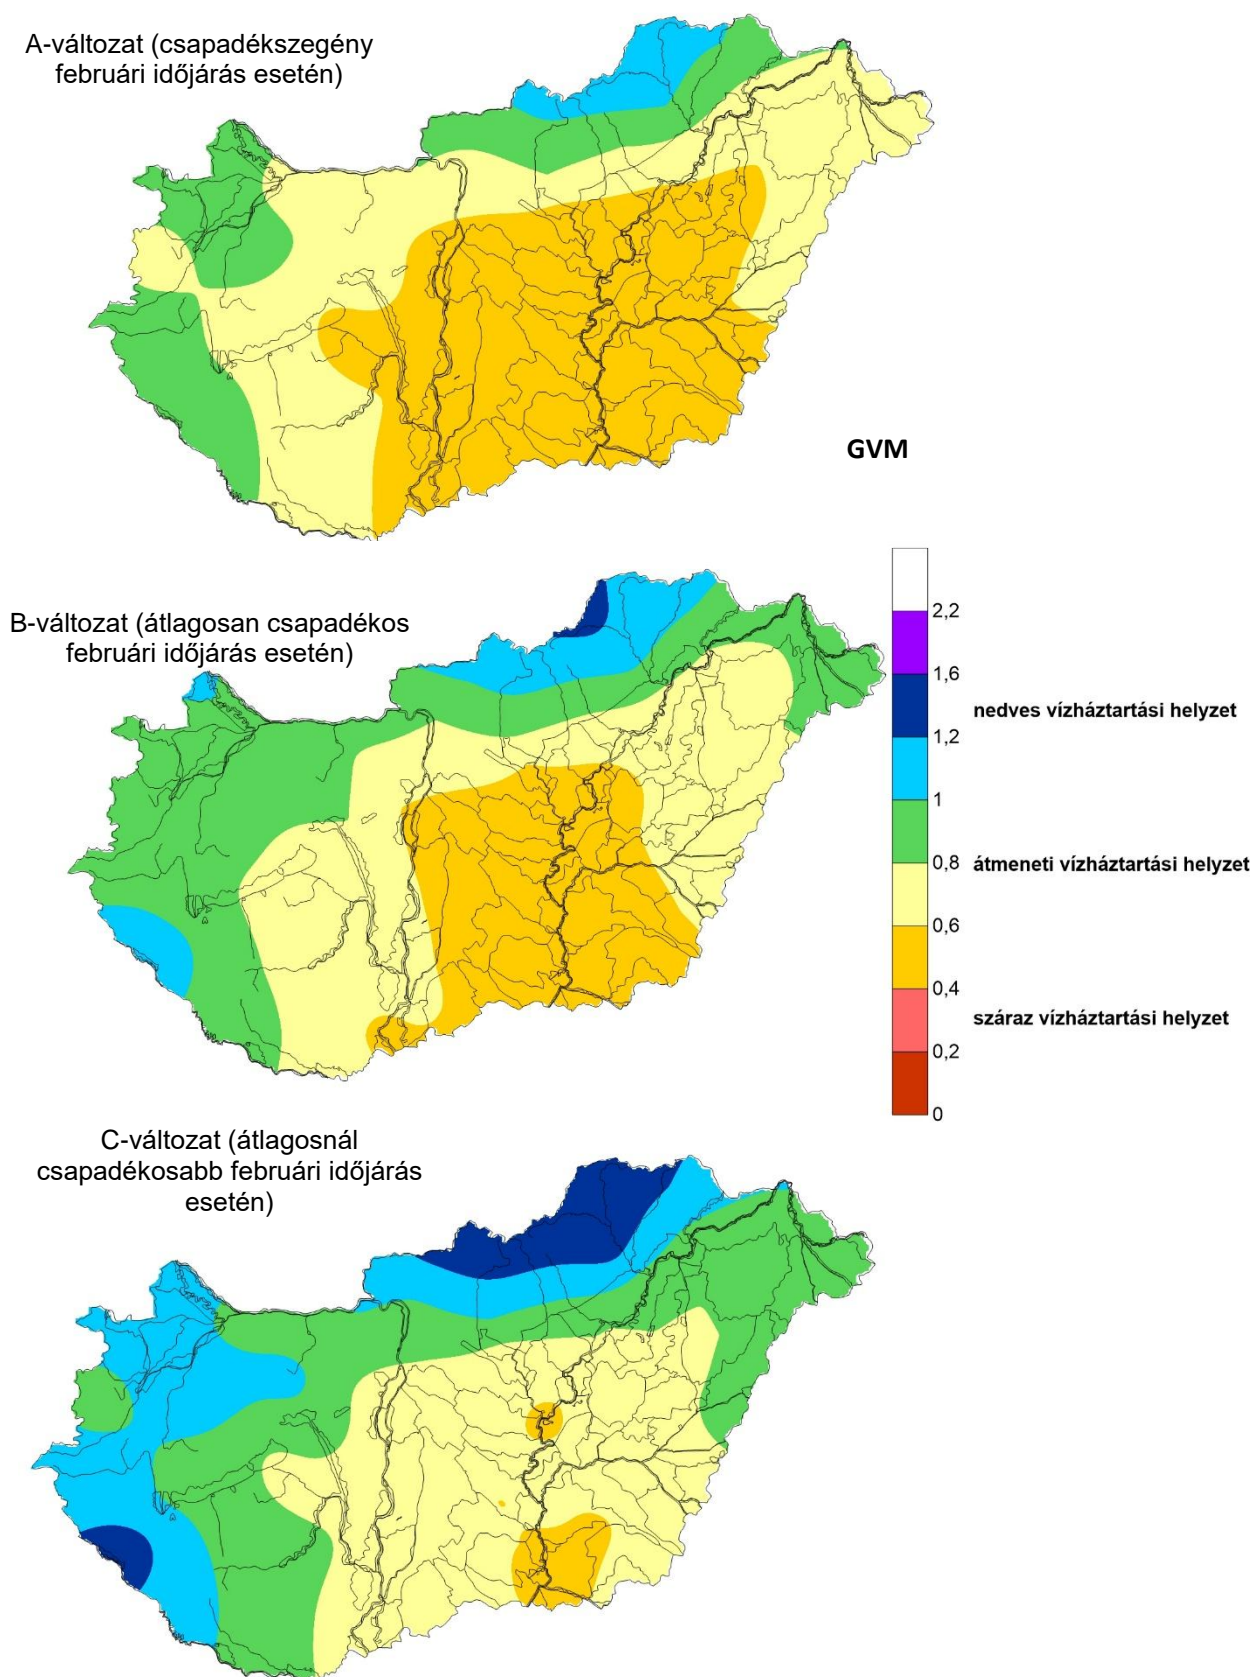 A-változat (csapadékszegény
februári időjárás esetén)
GVM
B-változat (átlagosan csapadékos
februári időjárás esetén)
2,2
1,6
nedves vízháztartási helyzet
1,2
1
0,8
átmeneti vízháztartási helyzet
0,6
0,4
száraz vízháztartási helyzet
0,2
0
C-változat (átlagosnál
csapadékosabb februári időjárás
esetén)